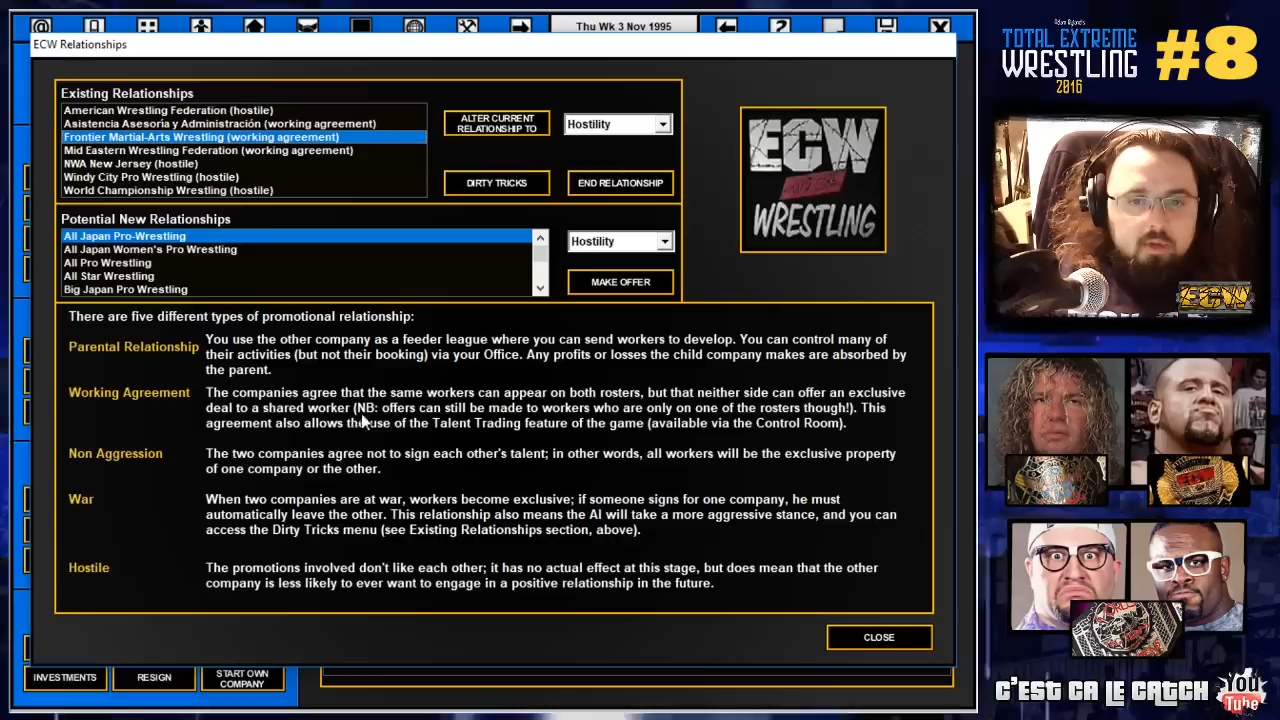 Thu Wk 3 Nov 1995
ECW Relationships
Existing Relationships
American Wrestling Federation (hostile)
Asistencia Asesoría y Administración (working agreement)
Frontier Martial-Arts Wrestling (working agreement)
Mid Eastern Wrestling Federation (working agreement)
NWA New Jersey (hostile)
Windy City Pro Wrestling (hostile)
World Championship Wrestling (hostile)
ALTER CURRENT
RELATIONSHIP TO
Hostility
DIRTY TRICKS
END RELATIONSHIP
Potential New Relationships
All Japan Pro-Wrestling
All Japan Women's Pro Wrestling
All Pro Wrestling
All Star Wrestling
Big Japan Pro Wrestling
Hostility
MAKE OFFER
ECW
WRESTLING
There are five different types of promotional relationship:
Parental Relationship
You use the other company as a feeder league where you can send workers to develop. You can control many of
their activities (but not their booking) via your Office. Any profits or losses the child company makes are absorbed by
the parent.
Working Agreement
The companies agree that the same workers can appear on both rosters, but that neither side can offer an exclusive
deal to a shared worker (NB: offers can still be made to workers who are only on one of the rosters though!). This
agreement also allows the use of the Talent Trading feature of the game (available via the Control Room).
Non Aggression
The two companies agree not to sign each other's talent; in other words, all workers will be the exclusive property
of one company or the other.
War
When two companies are at war, workers become exclusive; if someone signs for one company, he must
automatically leave the other. This relationship also means the AI will take a more aggressive stance, and you can
access the Dirty Tricks menu (see Existing Relationships section, above).
Hostile
The promotions involved don't like each other; it has no actual effect at this stage, but does mean that the other
company is less likely to ever want to engage in a positive relationship in the future.
CLOSE
INVESTMENTS
RESIGN
START OWN
COMPANY
Adam Ryland's
TOTAL EXTREME
WRESTLING
2016
#8
ECW
ECW
C'EST CA LE CATCH
You
Tube